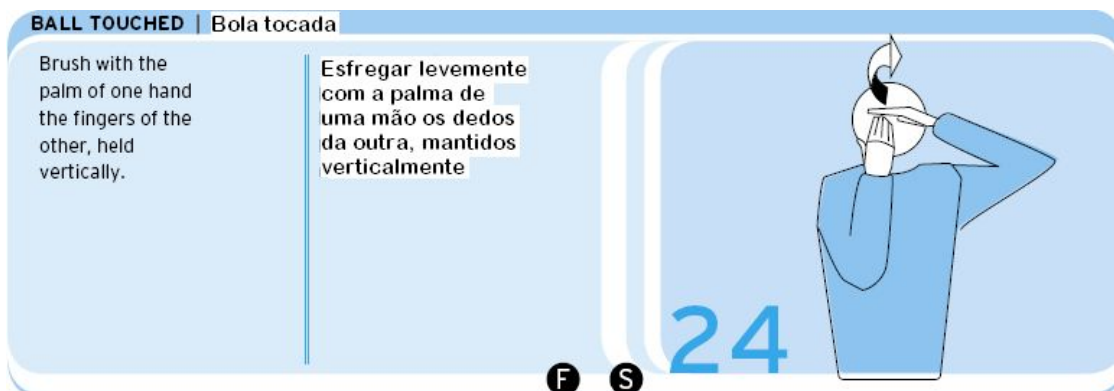 BALL TOUCHED | Bola tocada
Brush with the
palm of one hand
the fingers of the
other, held
vertically.
Esfregar levemente
com a palma de
uma mão os dedos
da outra, mantidos
verticalmente
24
F S